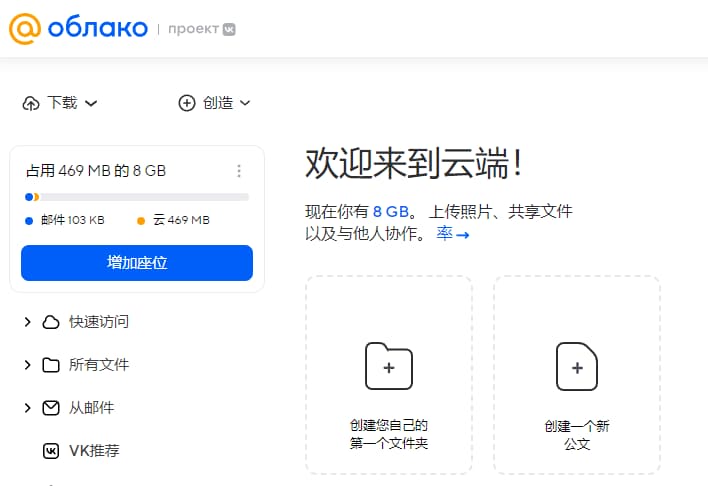 @облако | проект VK
下载
创造
占用 469 MB 的 8 GB
邮件 103 KB
云 469 MB
增加座位
快速访问
所有文件
从邮件
VK推荐
欢迎来到云端！
现在你有 8 GB。 上传照片、共享文件
以及与他人协作。 率→
创建您自己的
第一个文件夹
创建一个新
公文